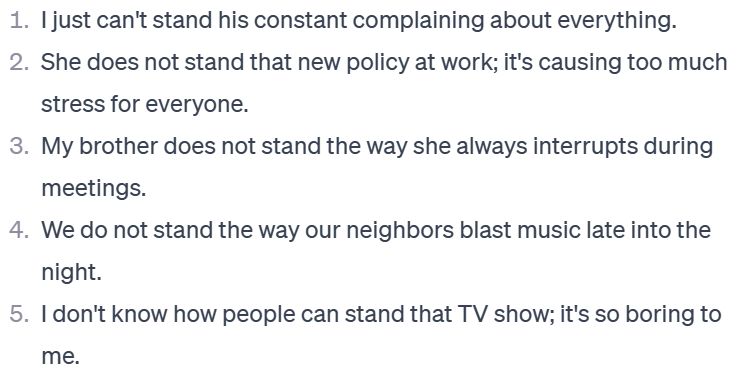 1. I just can't stand his constant complaining about everything.
2. She does not stand that new policy at work; it's causing too much
stress for everyone.
3. My brother does not stand the way she always interrupts during
meetings.
4. We do not stand the way our neighbors blast music late into the
night.
5. I don't know how people can stand that TV show; it's so boring to
me.